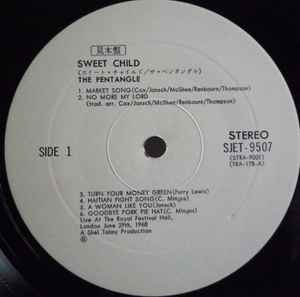 見本盤
SWEET CHILD
(スイート・チャイルド/ザ・ペンタングル)
THE PENTANGLE
1. MARKET SONG(Cox/Jansch/McShee/Renbourn/Thompson)
2. NO MORE MY LORD
(trad. arr. Cox/Jansch/McShee/Renbourn/Thompson)
SIDE 1
STEREO
SJET-9507
(STRA-9001)
(TRA-178-A)
3. TURN YOUR MONEY GREEN(Furry Lewis)
4. HAITIAN FIGHT SONG(C. Mingus)
5. A WOMAN LIKE YOU(Jansch)
6. GOODBYE PORK PIE HAT(C. Mingus)
Live At The Royal Festival Hall,
London June 29th, 1968
A Shel Talmy Production
Ⓟ